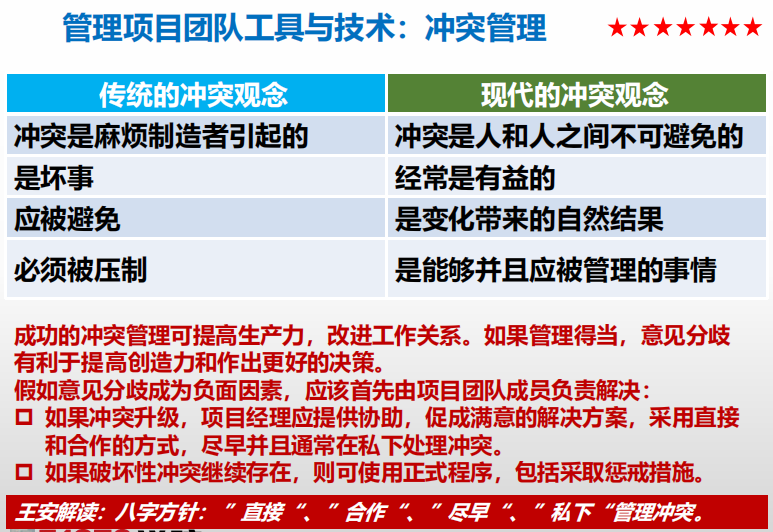 管理项目团队工具与技术：冲突管理 ★★★★★★★
传统的冲突观念 现代的冲突观念
冲突是麻烦制造者引起的 冲突是人和人之间不可避免的
是坏事 经常是有益的
应被避免 是变化带来的自然结果
必须被压制 是能够并且应被管理的事情
成功的冲突管理可提高生产力，改进工作关系。如果管理得当，意见分歧
有利于提高创造力和作出更好的决策。
假如意见分歧成为负面因素，应该首先由项目团队成员负责解决：
如果冲突升级，项目经理应提供协助，促成满意的解决方案，采用直接
和合作的方式，尽早并且通常在私下处理冲突。
如果破坏性冲突继续存在，则可使用正式程序，包括采取惩戒措施。
王安解读：八字方针：”直接“、”合作“、”尽早“、”私下“管理冲突。